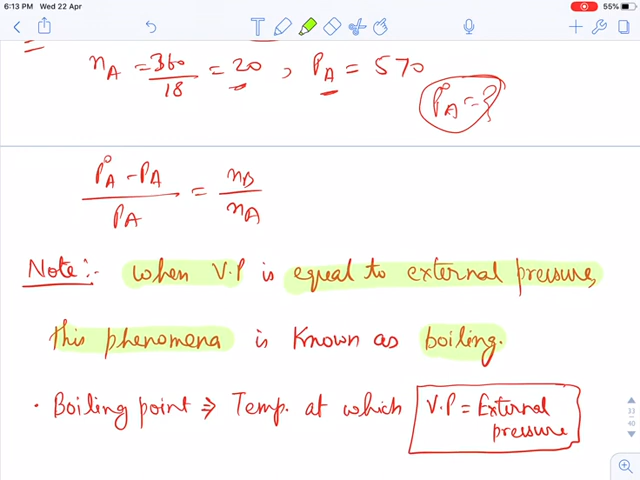 6:13 PM Wed 22 Apr
55%
T
n_A = 360/18 = 20 , P_A = 570
P°_A = ?
(P°_A - P_A)/P_A = n_B/n_A
Note:- when V.P is equal to external pressure,
this phenomena is known as boiling.
• Boiling point ⇒ Temp. at which V.P = External
pressure
33
40